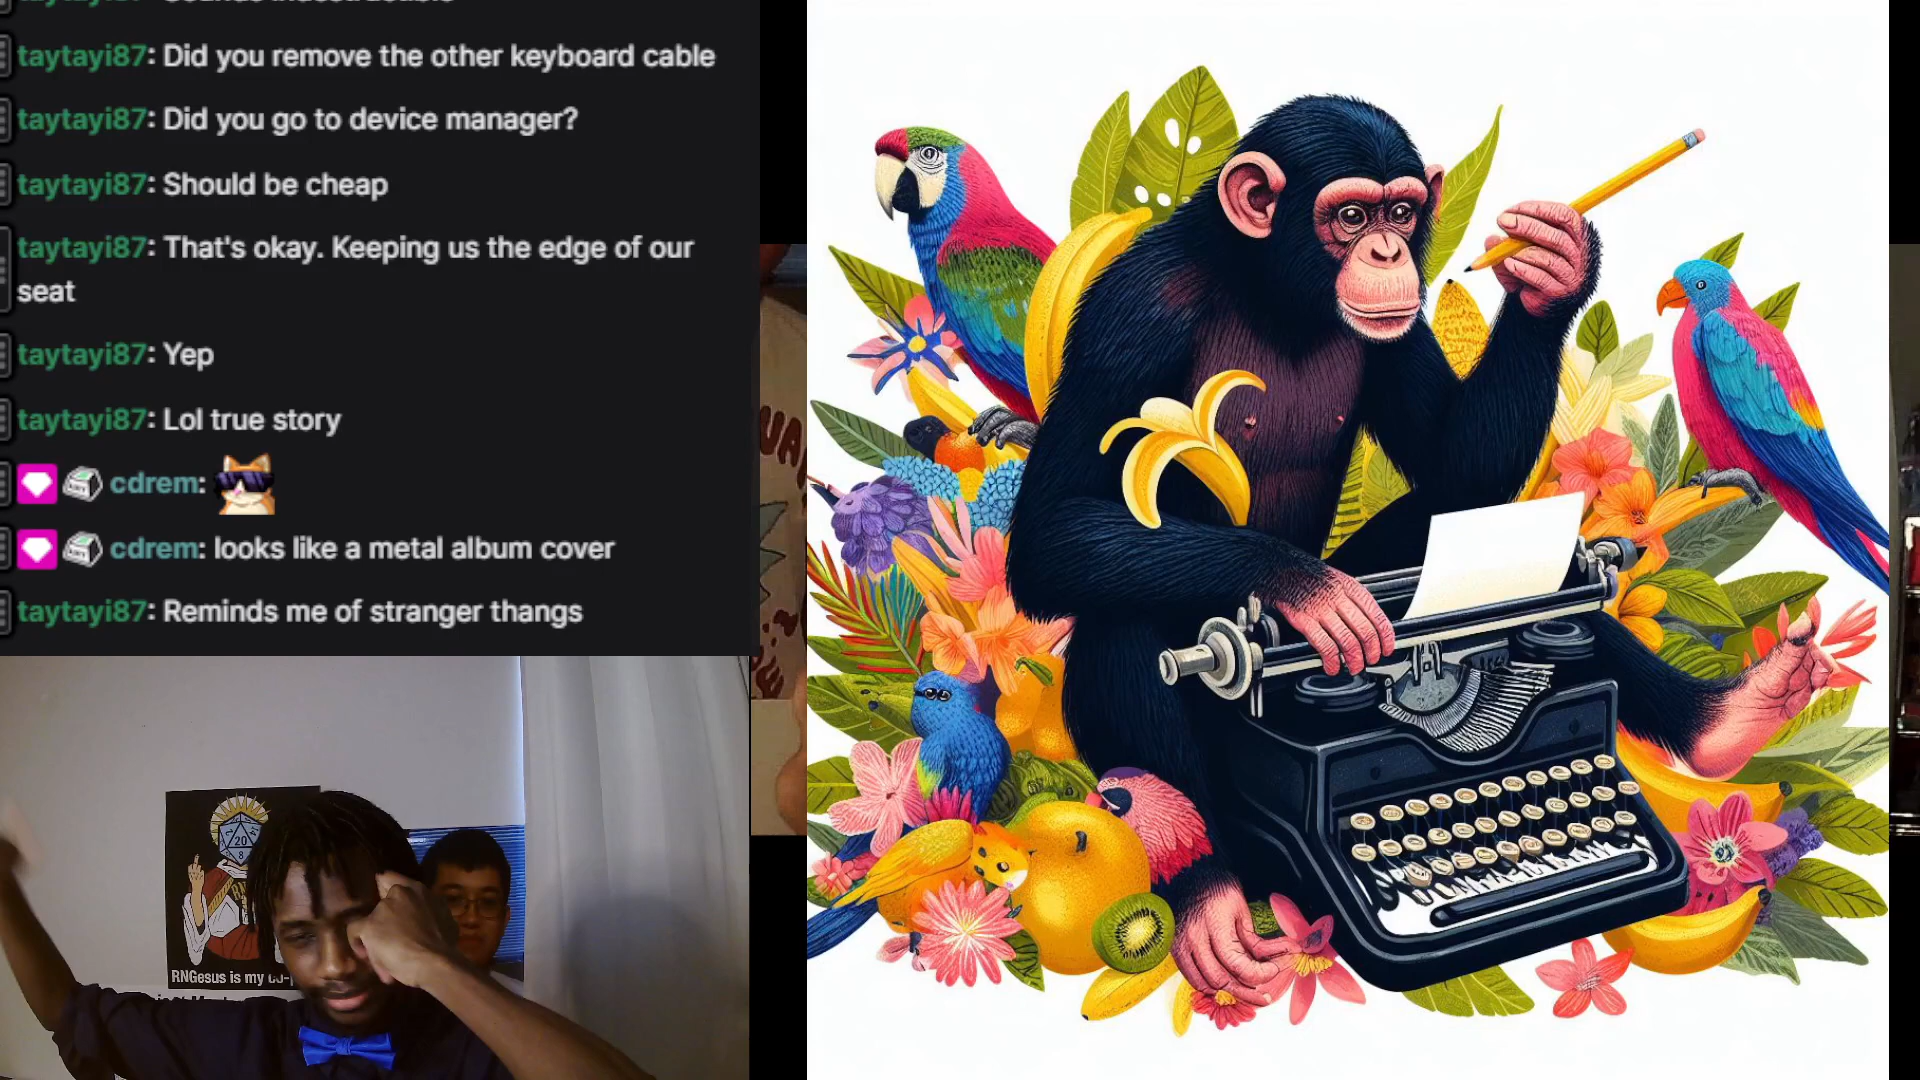 taytayi87: Did you remove the other keyboard cable
taytayi87: Did you go to device manager?
taytayi87: Should be cheap
taytayi87: That's okay. Keeping us the edge of our
seat
taytayi87: Yep
taytayi87: Lol true story
cdrem:
cdrem: looks like a metal album cover
taytayi87: Reminds me of stranger thangs
20
8
RNGesus is my